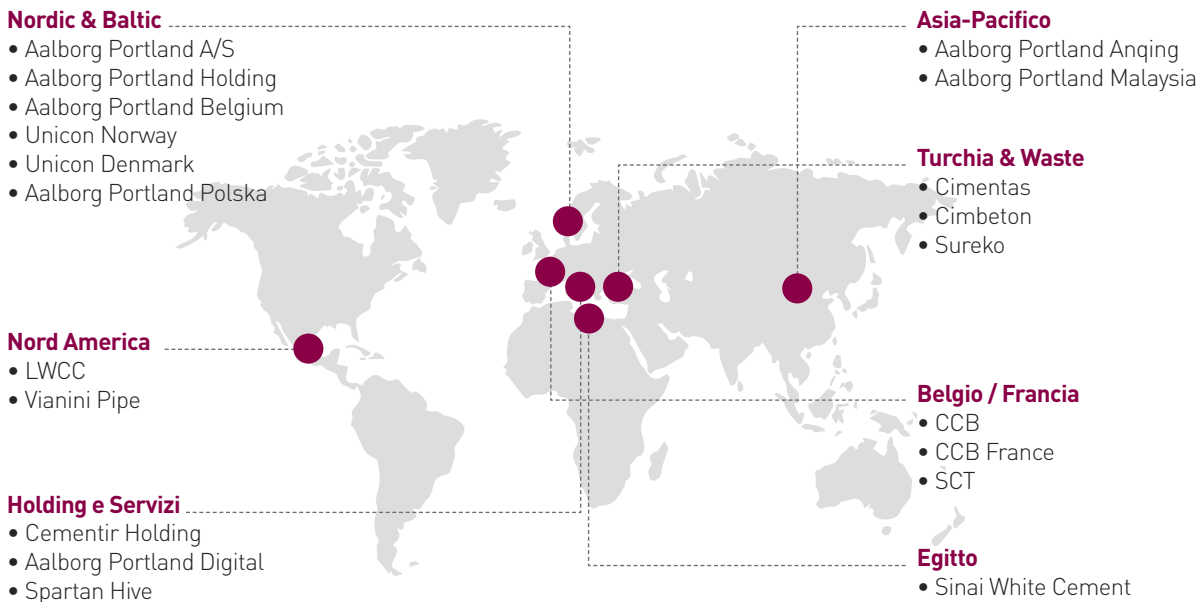 Nordic & Baltic
• Aalborg Portland A/S
• Aalborg Portland Holding
• Aalborg Portland Belgium
• Unicon Norway
• Unicon Denmark
• Aalborg Portland Polska
Nord America
• LWCC
• Vianini Pipe
Holding e Servizi
• Cementir Holding
• Aalborg Portland Digital
• Spartan Hive
Asia-Pacifico
• Aalborg Portland Anqing
• Aalborg Portland Malaysia
Turchia & Waste
• Cimentas
• Cimbeton
• Sureko
Belgio / Francia
• CCB
• CCB France
• SCT
Egitto
• Sinai White Cement